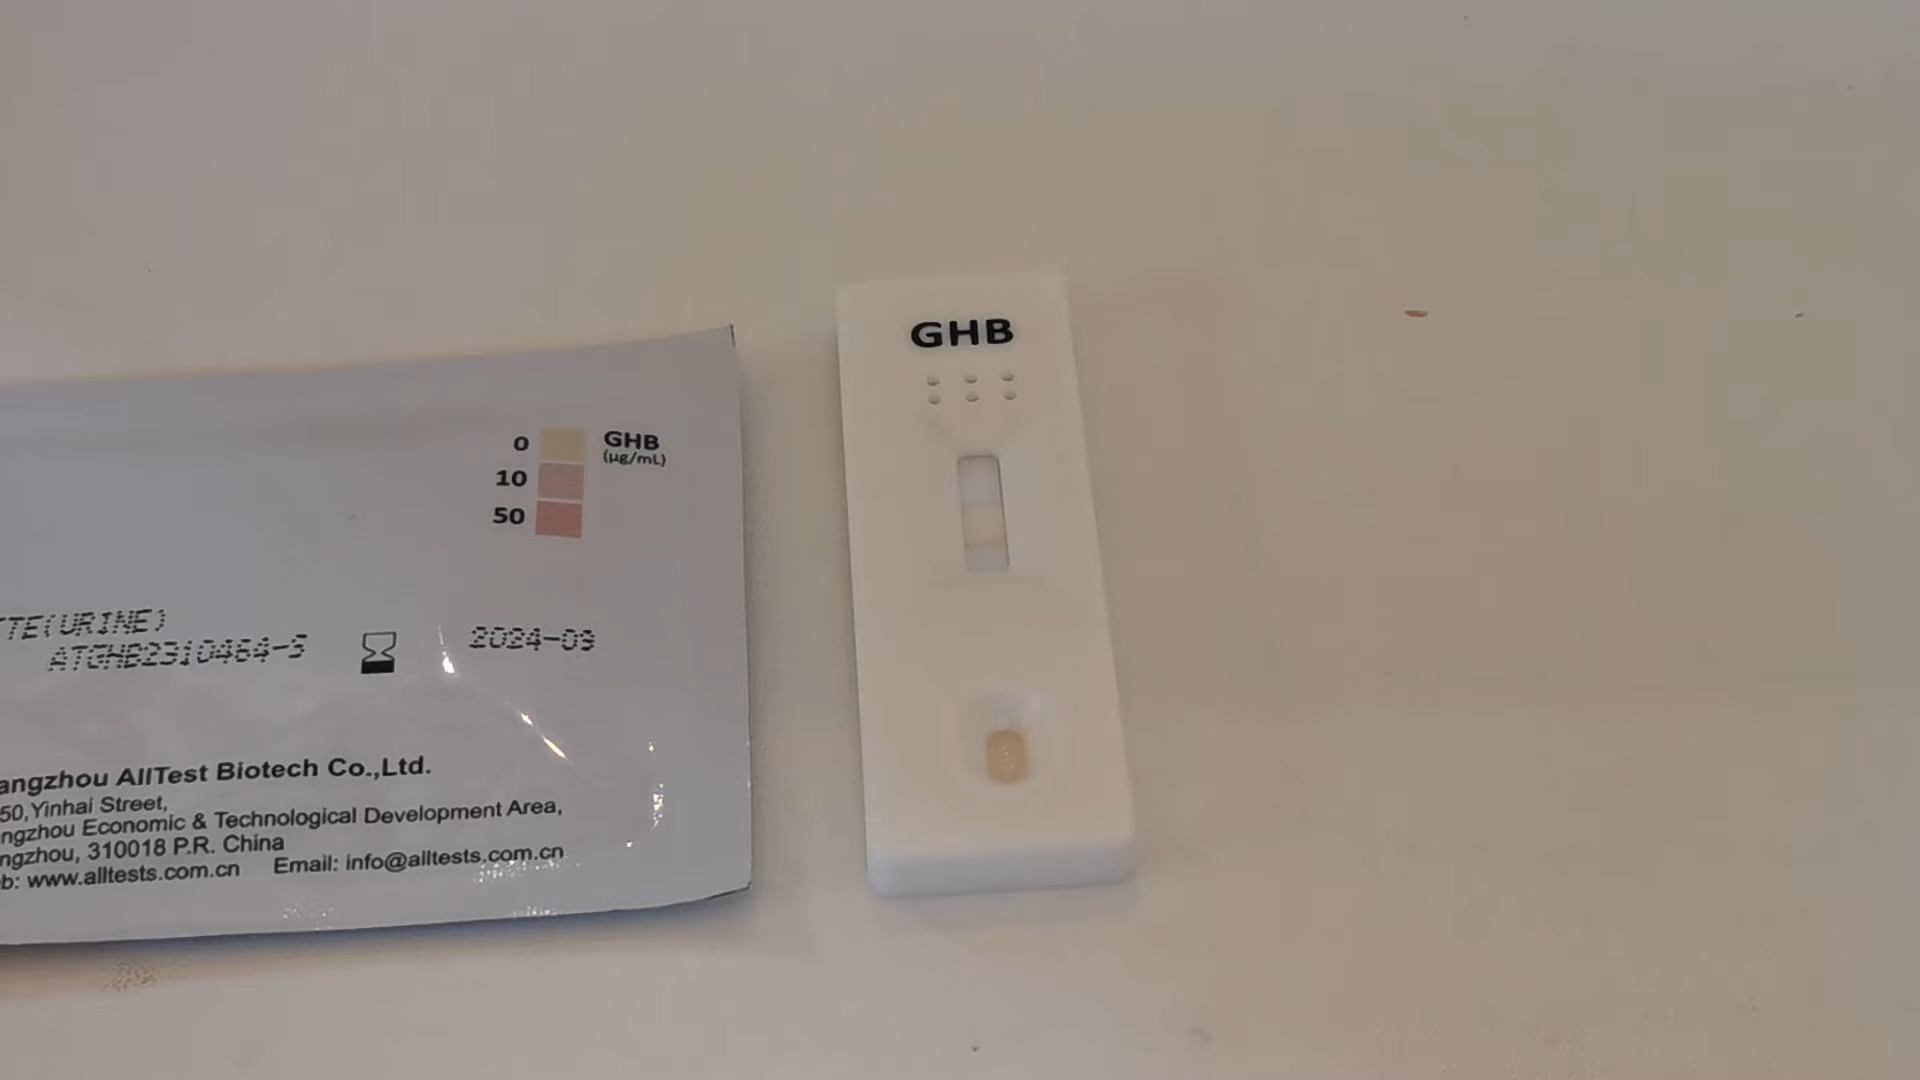 0 GHB
(µg/mL)
10
50
TTE(URINE)
ATGHB2310464-S
2024-09
angzhou AllTest Biotech Co.,Ltd.
50,Yinhai Street,
ngzhou Economic & Technological Development Area,
ngzhou, 310018 P.R. China
b: www.alltests.com.cn Email: info@alltests.com.cn
GHB